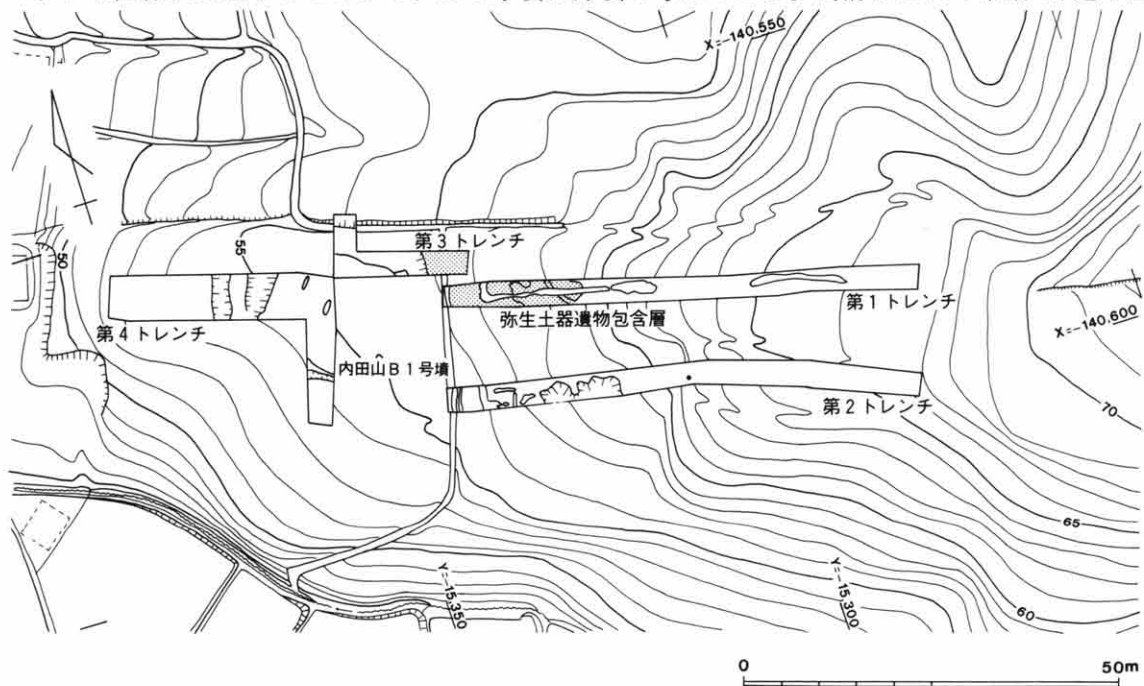 X=-140,550
50
55
第3トレンチ
第4トレンチ
内田山B1号墳
弥生土器遺物包含層
第1トレンチ
X=-140,600
第2トレンチ
70
65
60
Y=-15,350
Y=-15,300
0
50m